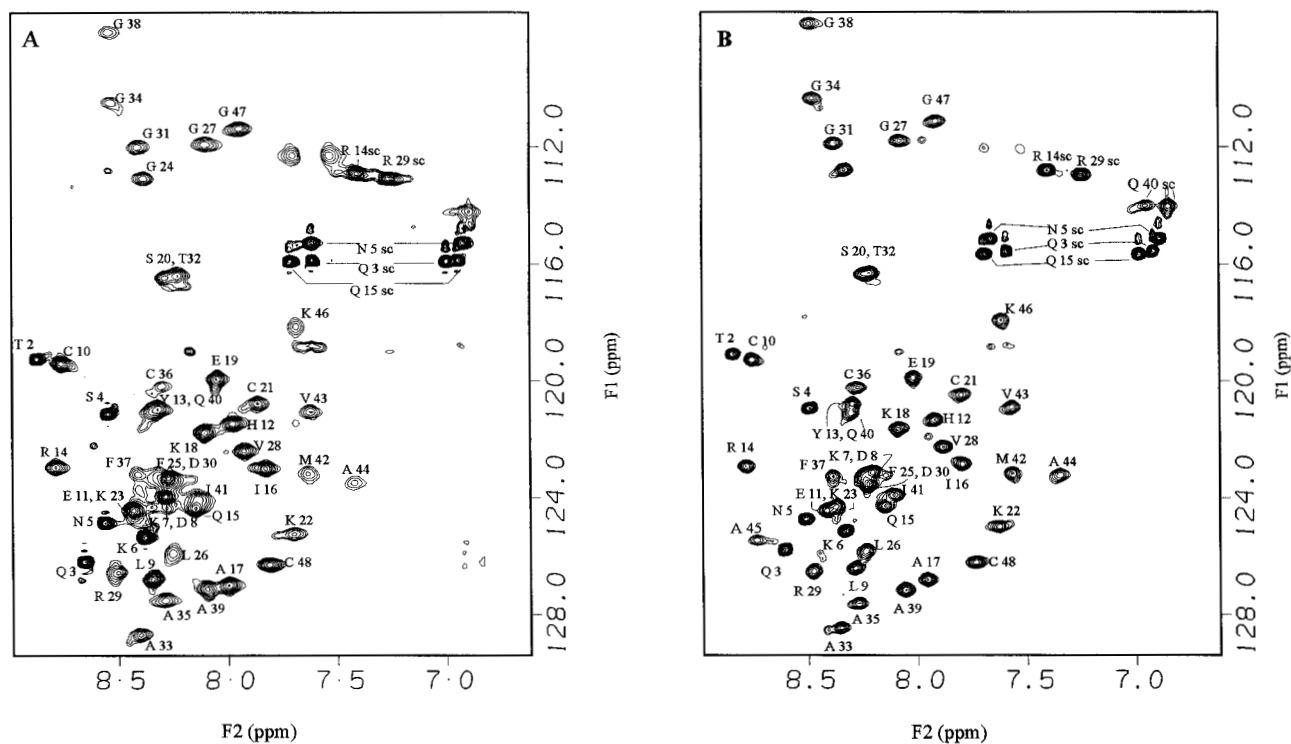 A
G 38
G 34
G 47
G 31
G 27
G 24
R 14sc
R 29 sc
N 5 sc
Q 3 sc
Q 15 sc
S 20, T32
K 46
T 2
C 10
E 19
C 36
C 21
V 43
S 4
Y 13, Q 40
H 12
K 18
V 28
R 14
F 37
F 25, D 30
M 42
A 44
I 41
I 16
E 11, K 23
Q 15
N 5
K 7, D 8
K 22
K 6
L 26
C 48
Q 3
L 9
A 17
R 29
A 35
A 39
A 33
112.0
116.0
120.0
124.0
128.0
F1 (ppm)
8.5
8.0
7.5
7.0
F2 (ppm)
B
G 38
G 34
G 47
G 31
G 27
R 14sc
R 29 sc
Q 40 sc
N 5 sc
Q 3 sc
Q 15 sc
S 20, T32
K 46
T 2
C 10
E 19
C 36
C 21
V 43
S 4
K 18
H 12
Y 13, Q 40
V 28
R 14
K 7, D 8
F 37
F 25, D 30
M 42
A 44
I 41
I 16
E 11, K 23
Q 15
N 5
K 22
A 45
K 6
L 26
Q 3
C 48
R 29
L 9
A 17
A 39
A 35
A 33
112.0
116.0
120.0
124.0
128.0
F1 (ppm)
8.5
8.0
7.5
7.0
F2 (ppm)